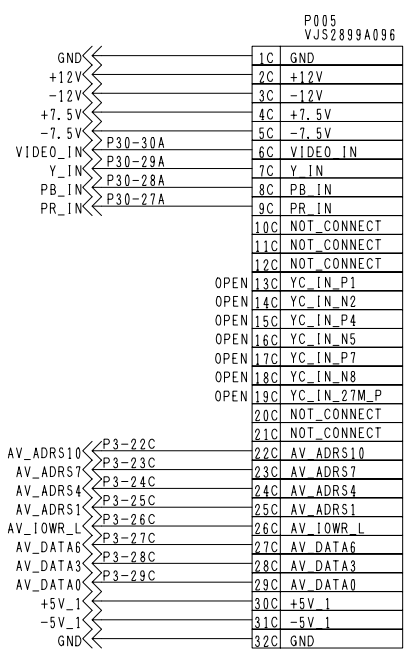 P005
VJS2899A096
GND 1C GND
+12V 2C +12V
-12V 3C -12V
+7.5V 4C +7.5V
-7.5V 5C -7.5V
VIDEO_IN P30-30A 6C VIDEO_IN
Y_IN P30-29A 7C Y_IN
PB_IN P30-28A 8C PB_IN
PR_IN P30-27A 9C PR_IN
10C NOT_CONNECT
11C NOT_CONNECT
12C NOT_CONNECT
OPEN 13C YC_IN_P1
OPEN 14C YC_IN_N2
OPEN 15C YC_IN_P4
OPEN 16C YC_IN_N5
OPEN 17C YC_IN_P7
OPEN 18C YC_IN_N8
OPEN 19C YC_IN_27M_P
20C NOT_CONNECT
21C NOT_CONNECT
AV_ADRS10 P3-22C 22C AV_ADRS10
AV_ADRS7 P3-23C 23C AV_ADRS7
AV_ADRS4 P3-24C 24C AV_ADRS4
AV_ADRS1 P3-25C 25C AV_ADRS1
AV_IOWR_L P3-26C 26C AV_IOWR_L
AV_DATA6 P3-27C 27C AV_DATA6
AV_DATA3 P3-28C 28C AV_DATA3
AV_DATA0 P3-29C 29C AV_DATA0
+5V_1 30C +5V_1
-5V_1 31C -5V_1
GND 32C GND